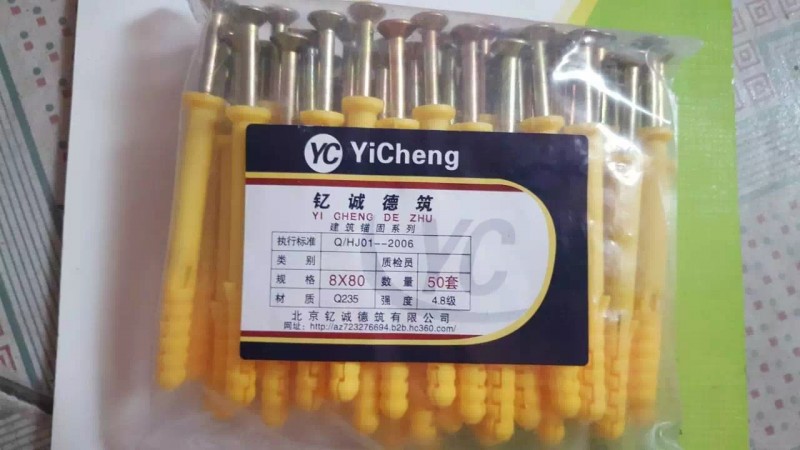 YC YiCheng
钇诚德筑
YI CHENG DE ZHU
建筑锚固系列
执行标准 Q/HJ01--2006
类别 质检员
规格 8X80 数量 50套
材质 Q235 强度 4.8级
北京钇诚德筑有限公司
网址：http://az723276694.b2b.hc360.com/
YC